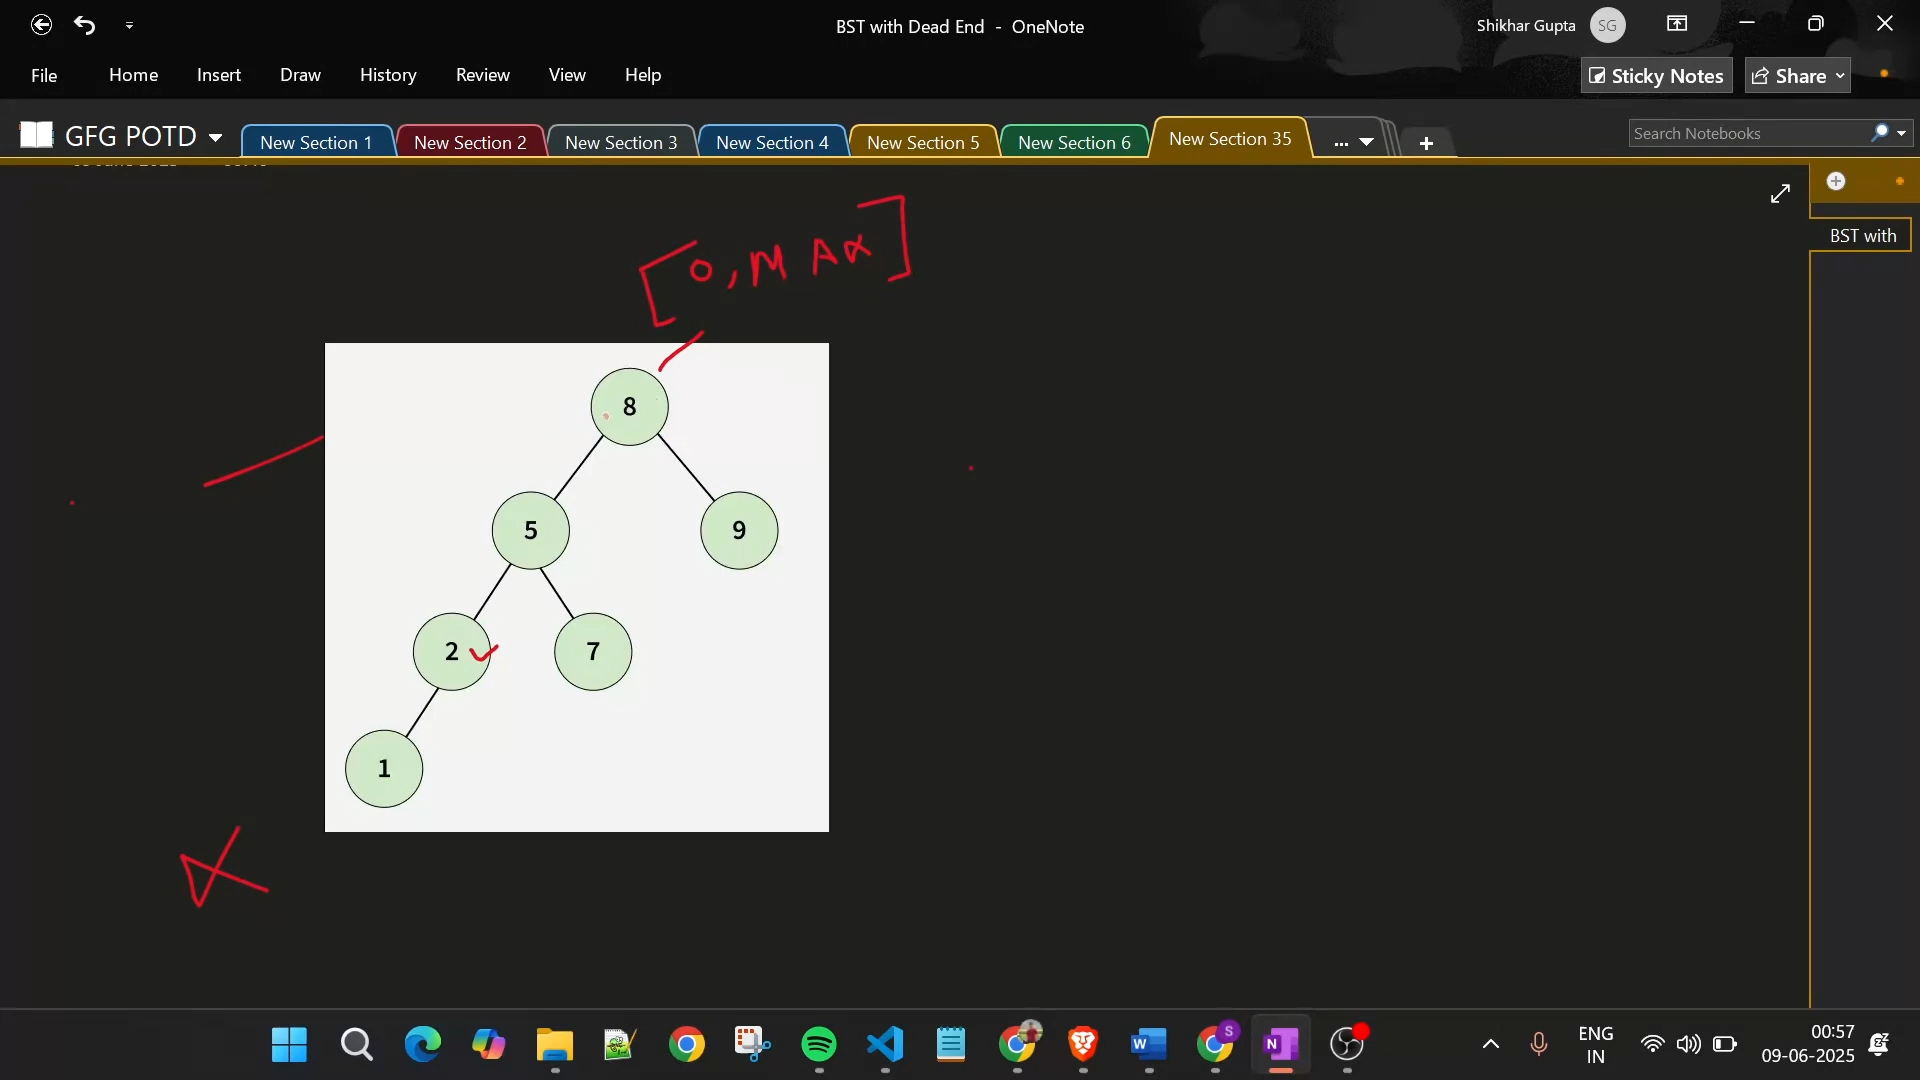 BST with Dead End - OneNote
Shikhar Gupta
SG
File Home Insert Draw History Review View Help
Sticky Notes
Share
GFG POTD
New Section 1
New Section 2
New Section 3
New Section 4
New Section 5
New Section 6
New Section 35
...
Search Notebooks
BST with
[0, MAX]
8
5 9
2 7
1
S
W
N
ENG
IN
00:57
09-06-2025